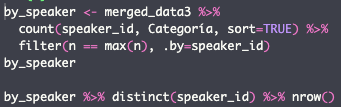 by_speaker <- merged_data3 %>%
  count(speaker_id, Categoría, sort=TRUE) %>%
  filter(n == max(n), .by=speaker_id)
by_speaker

by_speaker %>% distinct(speaker_id) %>% nrow()